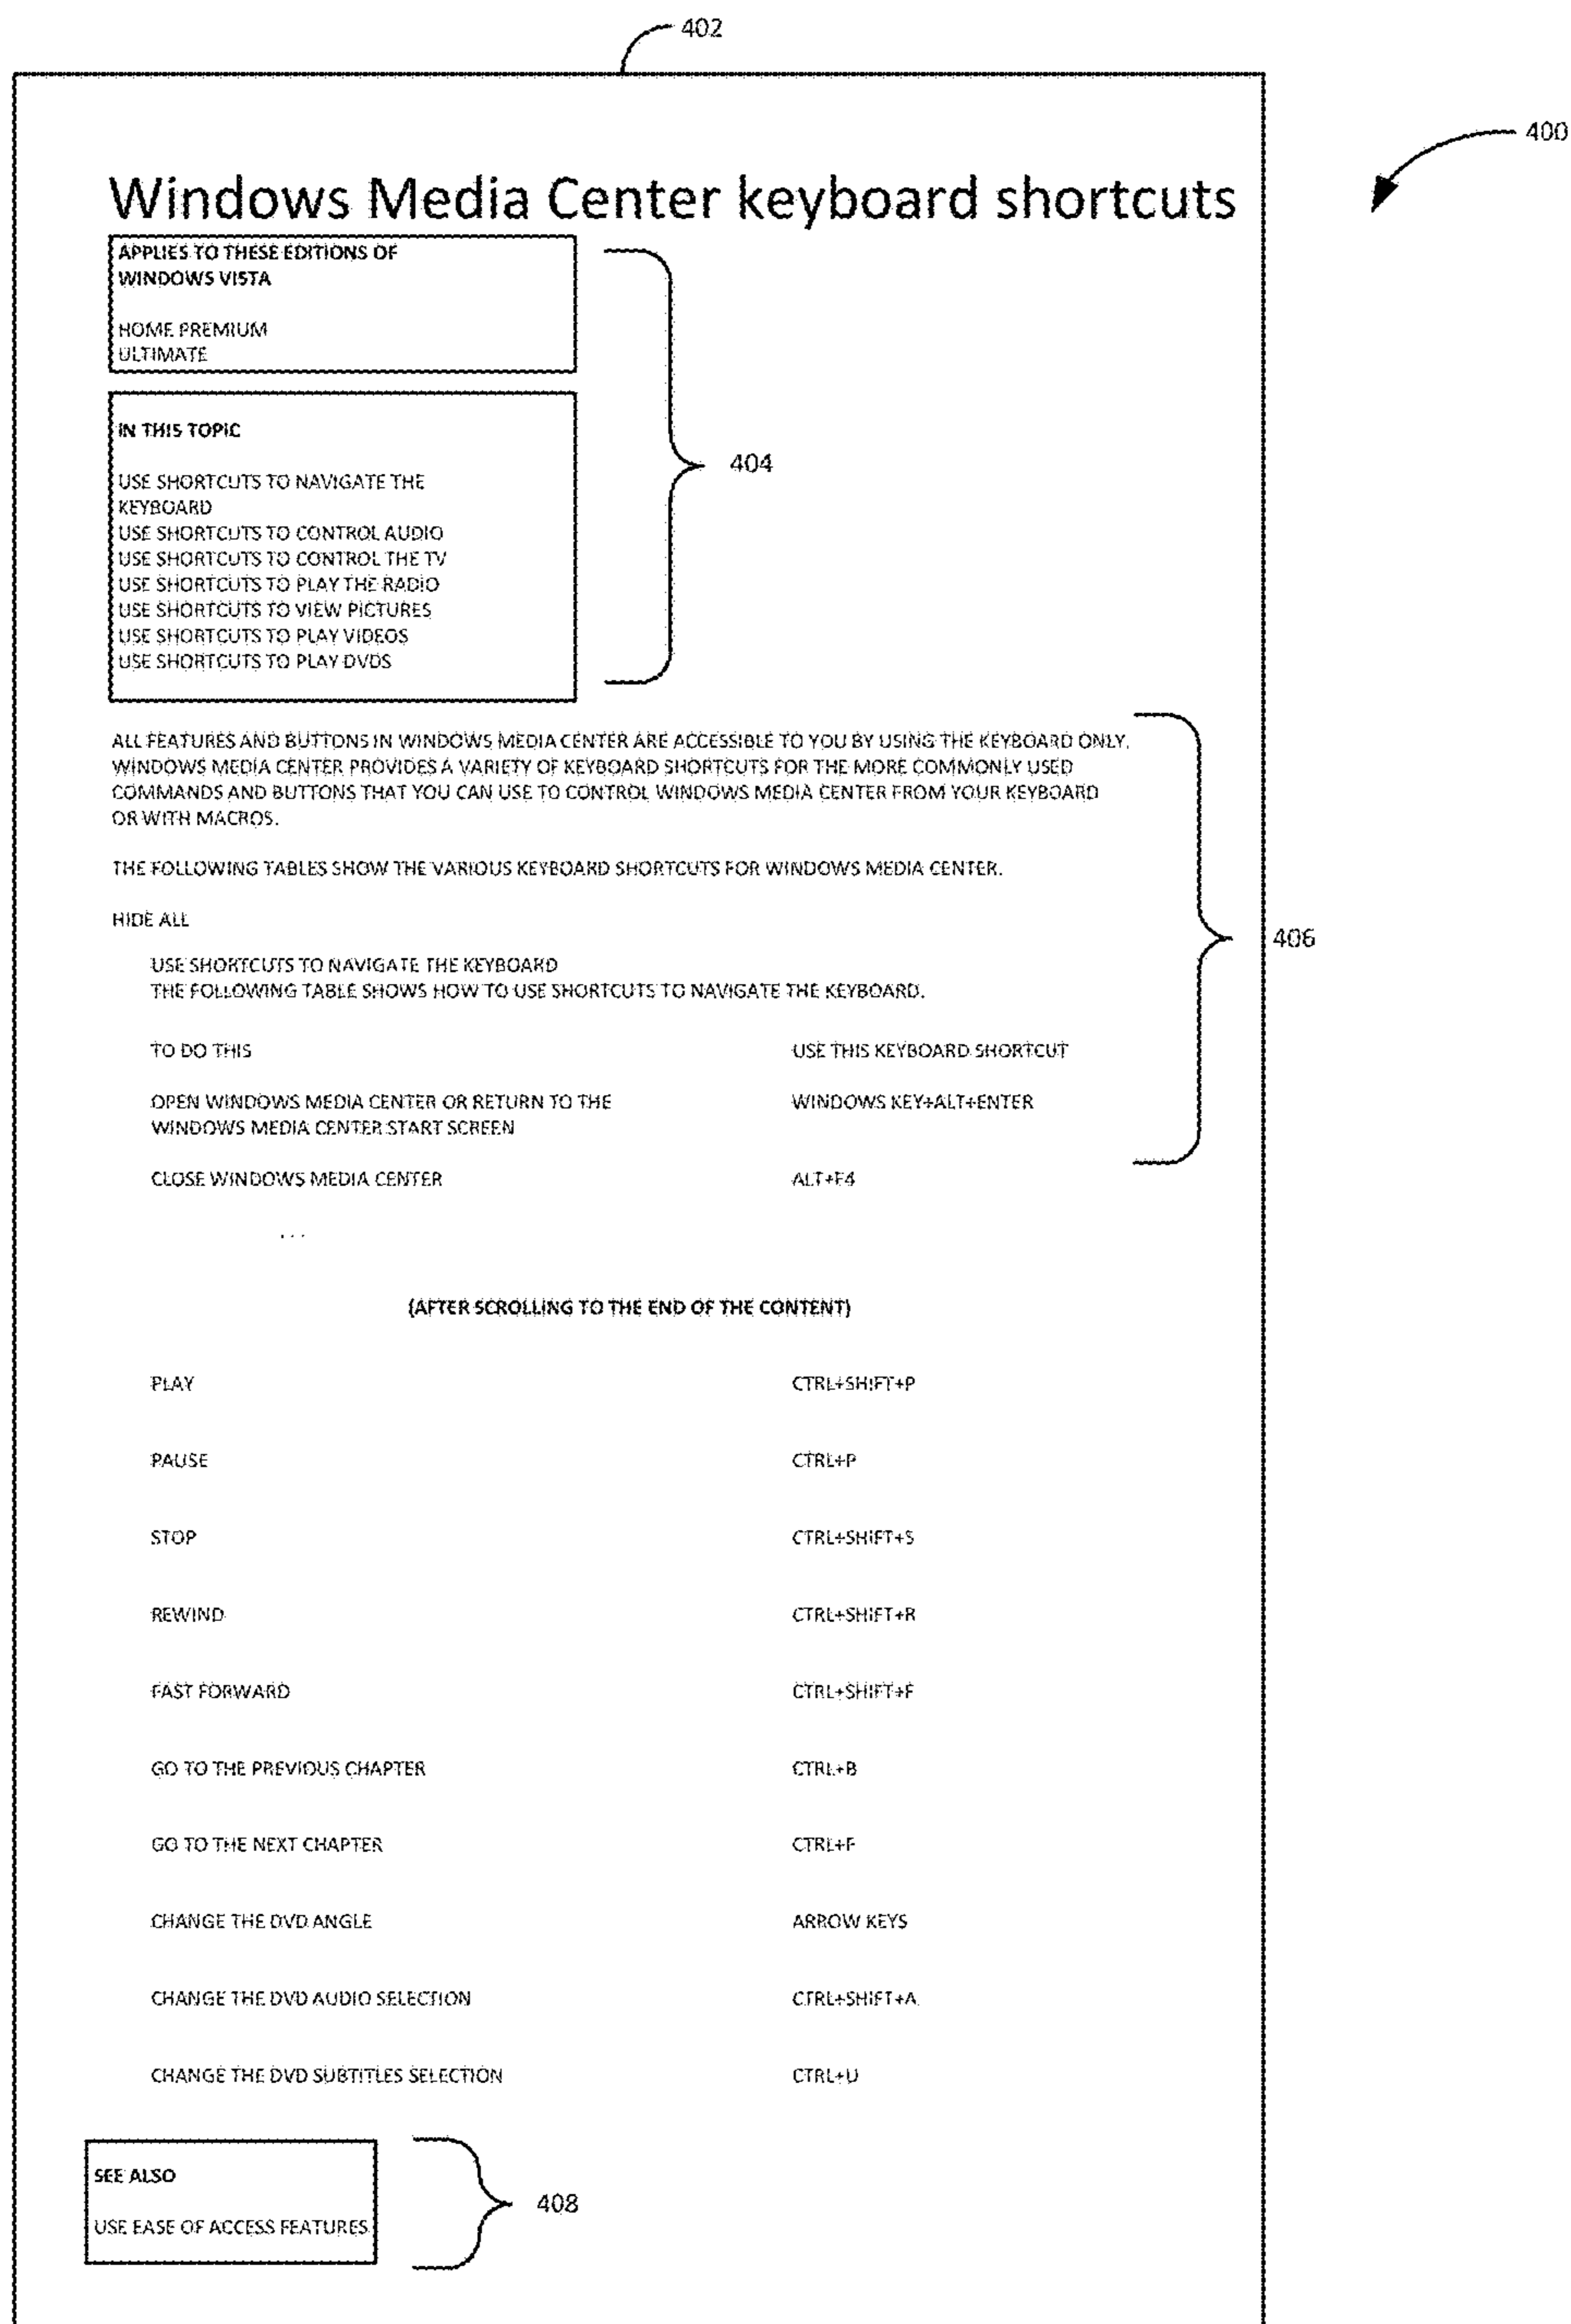 402
400
Windows Media Center keyboard shortcuts
APPLIES TO THESE EDITIONS OF
WINDOWS VISTA
HOME PREMIUM
ULTIMATE
IN THIS TOPIC
USE SHORTCUTS TO NAVIGATE THE
KEYBOARD
USE SHORTCUTS TO CONTROL AUDIO
USE SHORTCUTS TO CONTROL THE TV
USE SHORTCUTS TO PLAY THE RADIO
USE SHORTCUTS TO VIEW PICTURES
USE SHORTCUTS TO PLAY VIDEOS
USE SHORTCUTS TO PLAY DVDS
404
ALL FEATURES AND BUTTONS IN WINDOWS MEDIA CENTER ARE ACCESSIBLE TO YOU BY USING THE KEYBOARD ONLY.
WINDOWS MEDIA CENTER PROVIDES A VARIETY OF KEYBOARD SHORTCUTS FOR THE MORE COMMONLY USED
COMMANDS AND BUTTONS THAT YOU CAN USE TO CONTROL WINDOWS MEDIA CENTER FROM YOUR KEYBOARD
OR WITH MACROS.
THE FOLLOWING TABLES SHOW THE VARIOUS KEYBOARD SHORTCUTS FOR WINDOWS MEDIA CENTER.
HIDE ALL
406
USE SHORTCUTS TO NAVIGATE THE KEYBOARD
THE FOLLOWING TABLE SHOWS HOW TO USE SHORTCUTS TO NAVIGATE THE KEYBOARD.
TO DO THIS USE THIS KEYBOARD SHORTCUT
OPEN WINDOWS MEDIA CENTER OR RETURN TO THE WINDOWS KEY+ALT+ENTER
WINDOWS MEDIA CENTER START SCREEN
CLOSE WINDOWS MEDIA CENTER ALT+F4
...
(AFTER SCROLLING TO THE END OF THE CONTENT)
PLAY CTRL+SHIFT+P
PAUSE CTRL+P
STOP CTRL+SHIFT+S
REWIND CTRL+SHIFT+R
FAST FORWARD CTRL+SHIFT+F
GO TO THE PREVIOUS CHAPTER CTRL+B
GO TO THE NEXT CHAPTER CTRL+F
CHANGE THE DVD ANGLE ARROW KEYS
CHANGE THE DVD AUDIO SELECTION CTRL+SHIFT+A
CHANGE THE DVD SUBTITLES SELECTION CTRL+U
SEE ALSO
USE EASE OF ACCESS FEATURES
408